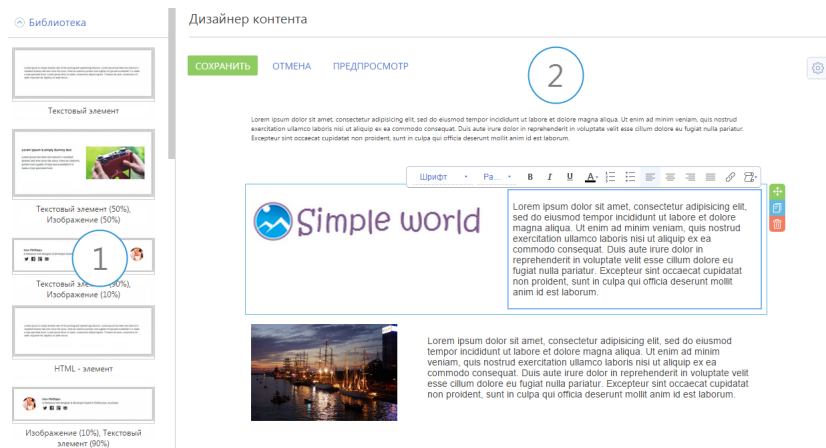 Библиотека
Текстовый элемент
Lorem Ipsum is simply dummy text.
Текстовый элемент (50%),
Изображение (50%)
1
Изображение (10%)
HTML - элемент
Изображение (10%), Текстовый
элемент (90%)
Дизайнер контента
СОХРАНИТЬ ОТМЕНА ПРЕДПРОСМОТР
2
Lorem ipsum dolor sit amet, consectetur adipisicing elit, sed do eiusmod tempor incididunt ut labore et dolore magna aliqua. Ut enim ad minim veniam, quis nostrud
exercitation ullamco laboris nisi ut aliquip ex ea commodo consequat. Duis aute irure dolor in reprehenderit in voluptate velit esse cillum dolore eu fugiat nulla pariatur.
Excepteur sint occaecat cupidatat non proident, sunt in culpa qui officia deserunt mollit anim id est laborum.
Шрифт Ра... B I U A
Simple world
Lorem ipsum dolor sit amet, consectetur adipisicing elit,
sed do eiusmod tempor incididunt ut labore et dolore
magna aliqua. Ut enim ad minim veniam, quis nostrud
exercitation ullamco laboris nisi ut aliquip ex ea
commodo consequat. Duis aute irure dolor in
reprehenderit in voluptate velit esse cillum dolore eu
fugiat nulla pariatur. Excepteur sint occaecat cupidatat
non proident, sunt in culpa qui officia deserunt mollit
anim id est laborum.
Lorem ipsum dolor sit amet, consectetur adipisicing elit, sed do eiusmod
tempor incididunt ut labore et dolore magna aliqua. Ut enim ad minim
veniam, quis nostrud exercitation ullamco laboris nisi ut aliquip ex ea
commodo consequat. Duis aute irure dolor in reprehenderit in voluptate velit
esse cillum dolore eu fugiat nulla pariatur. Excepteur sint occaecat cupidatat
non proident, sunt in culpa qui officia deserunt mollit anim id est laborum.